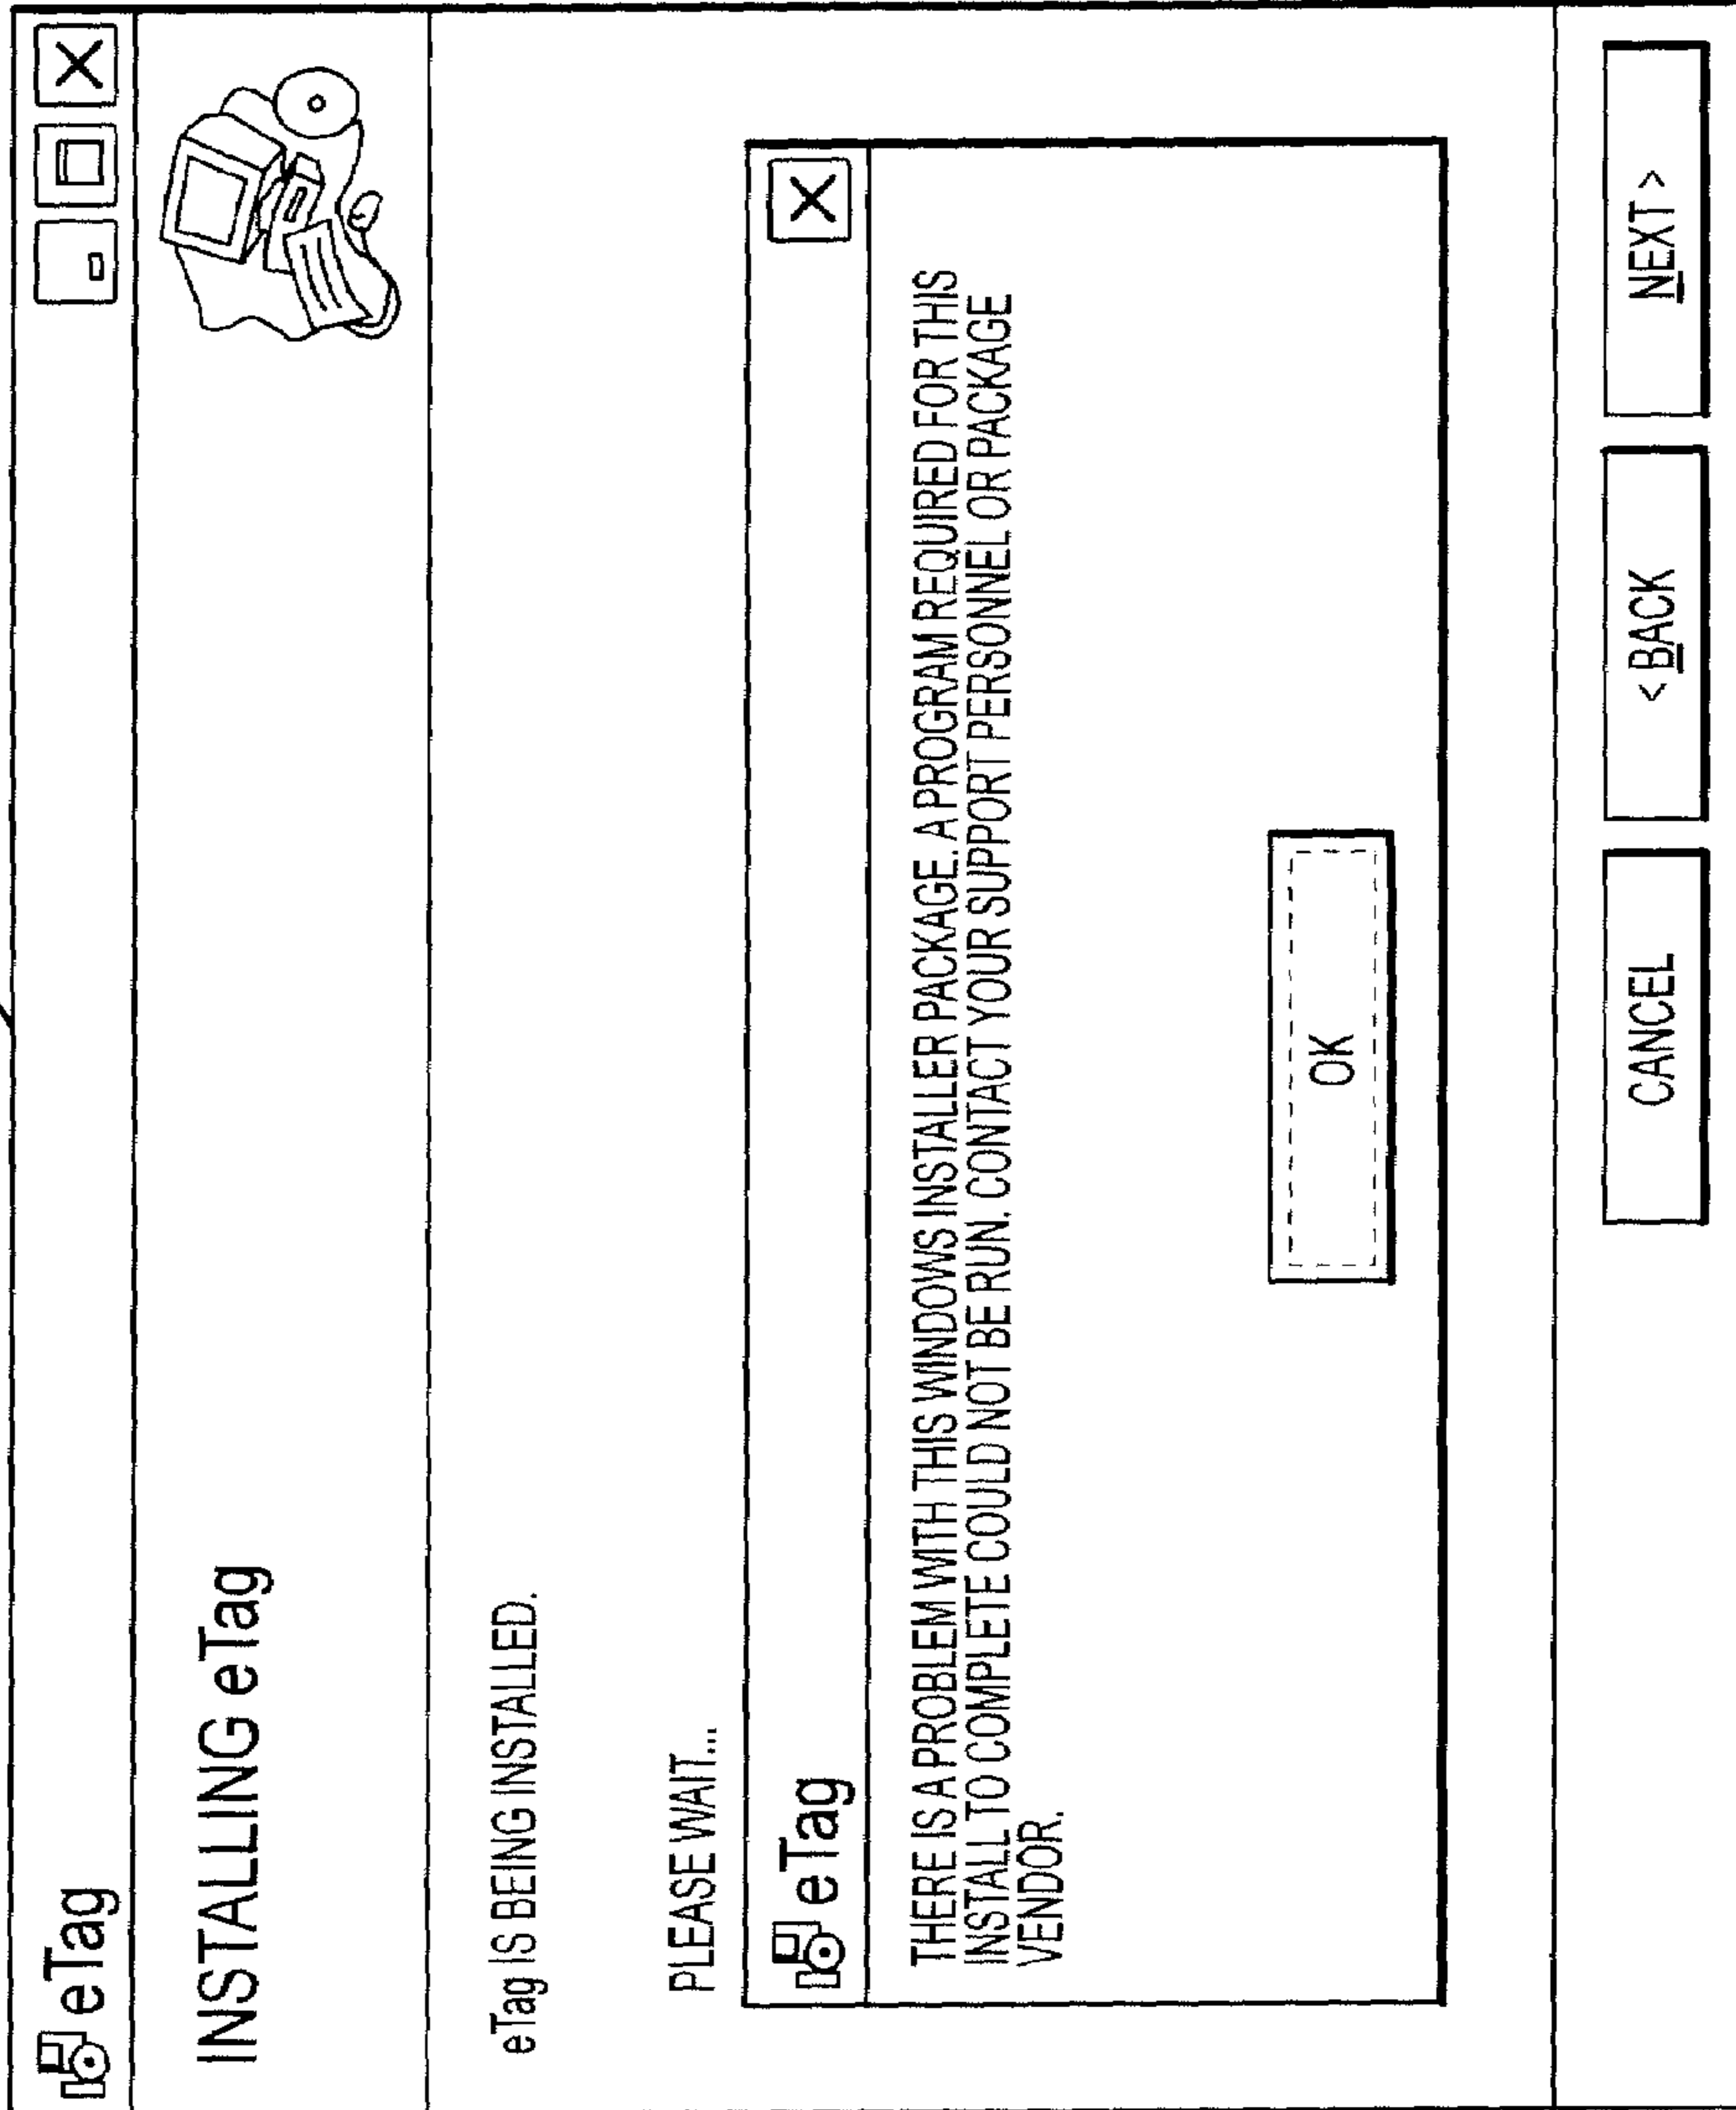 eTag
INSTALLING eTag
eTag IS BEING INSTALLED.
PLEASE WAIT...
eTag
THERE IS A PROBLEM WITH THIS WINDOWS INSTALLER PACKAGE. A PROGRAM REQUIRED FOR THIS
INSTALL TO COMPLETE COULD NOT BE RUN. CONTACT YOUR SUPPORT PERSONNEL OR PACKAGE
VENDOR.
OK
CANCEL
< BACK
NEXT >